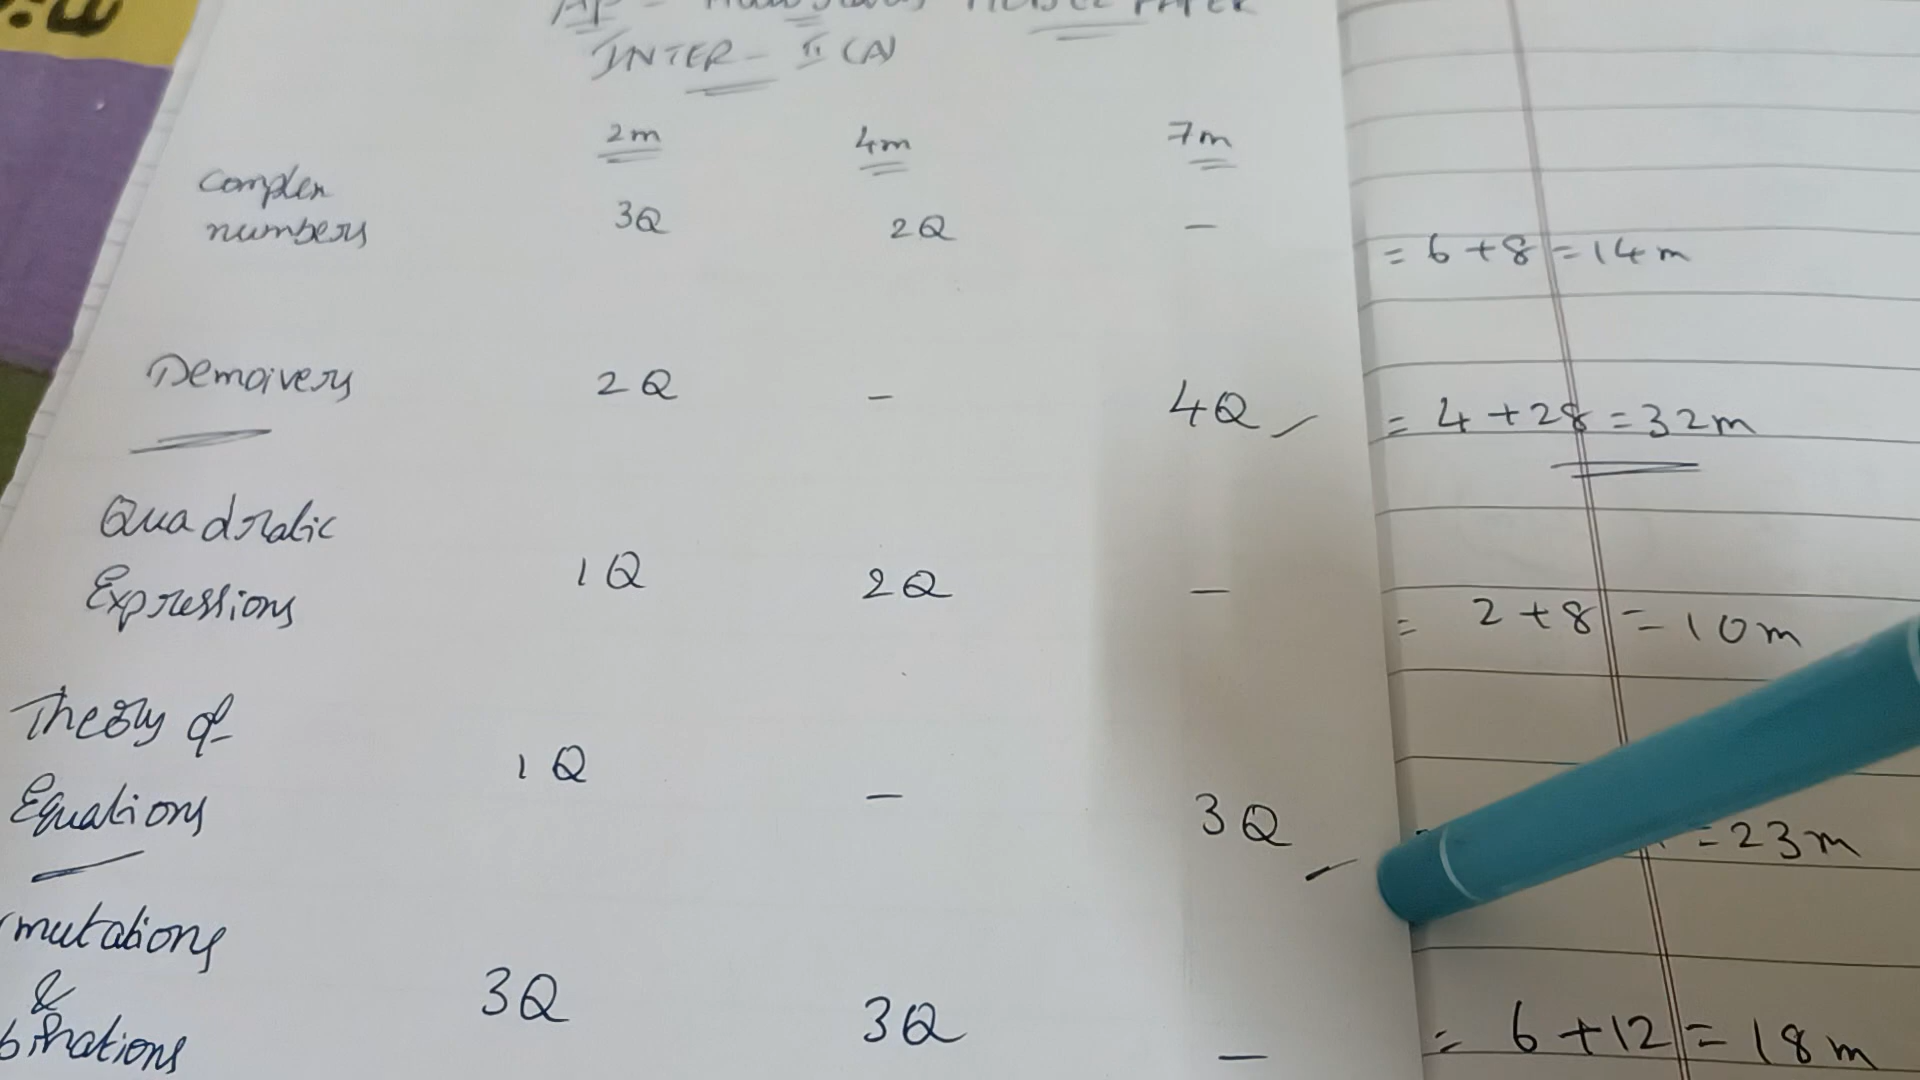 MODEL PAPER
INTER - II (A)
2m 4m 7m
Complex
numbers 3Q 2Q — = 6 + 8 = 14m
Demoivers 2Q — 4Q = 4 + 28 = 32m
Quadratic
Expressions 1Q 2Q — = 2 + 8 = 10m
Theory of
Equations 1Q — 3Q = 23m
mutations
&
binations 3Q 3Q — = 6 + 12 = 18m